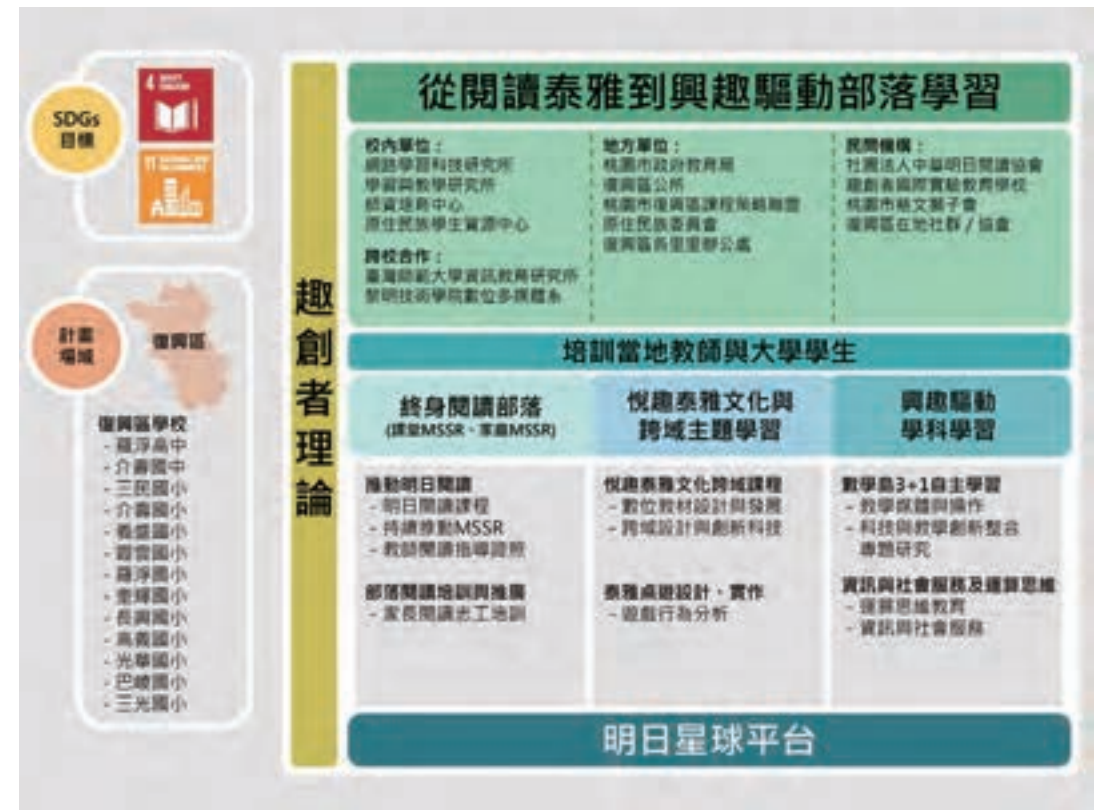 SDGs
目標
4
11
計畫
場域
復興區
復興區學校
- 羅浮高中
- 介壽國中
- 三民國小
- 介壽國小
- 義盛國小
- 霞雲國小
- 羅浮國小
- 奎輝國小
- 長興國小
- 高義國小
- 光華國小
- 巴崚國小
- 三光國小
趣創者理論
從閱讀泰雅到興趣驅動部落學習
校內單位：
網路學習科技研究所
學習與教學研究所
師資培育中心
原住民族學生資源中心
跨校合作：
臺灣師範大學資訊教育研究所
黎明技術學院數位多媒體系
地方單位：
桃園市政府教育局
復興區公所
桃園市復興區課程策略聯盟
原住民族委員會
復興區各里里辦公處
民間機構：
社團法人中華明日閱讀協會
趣創者國際實驗教育學校
桃園市慈文獅子會
復興區在地社群 / 協會
培訓當地教師與大學學生
終身閱讀部落
(課堂MSSR、家庭MSSR)
悅趣泰雅文化與
跨域主題學習
興趣驅動
學科學習
推動明日閱讀
- 明日閱讀課程
- 持續推動MSSR
- 教師閱讀指導證照
部落閱讀培訓與推廣
- 家長閱讀志工培訓
悅趣泰雅文化跨域課程
- 數位教材設計與發展
- 跨域設計與創新科技
泰雅桌遊設計、實作
- 遊戲行為分析
數學島3+1自主學習
- 教學媒體與操作
- 科技與教學創新整合
專題研究
資訊與社會服務及運算思維
- 運算思維教育
- 資訊與社會服務
明日星球平台